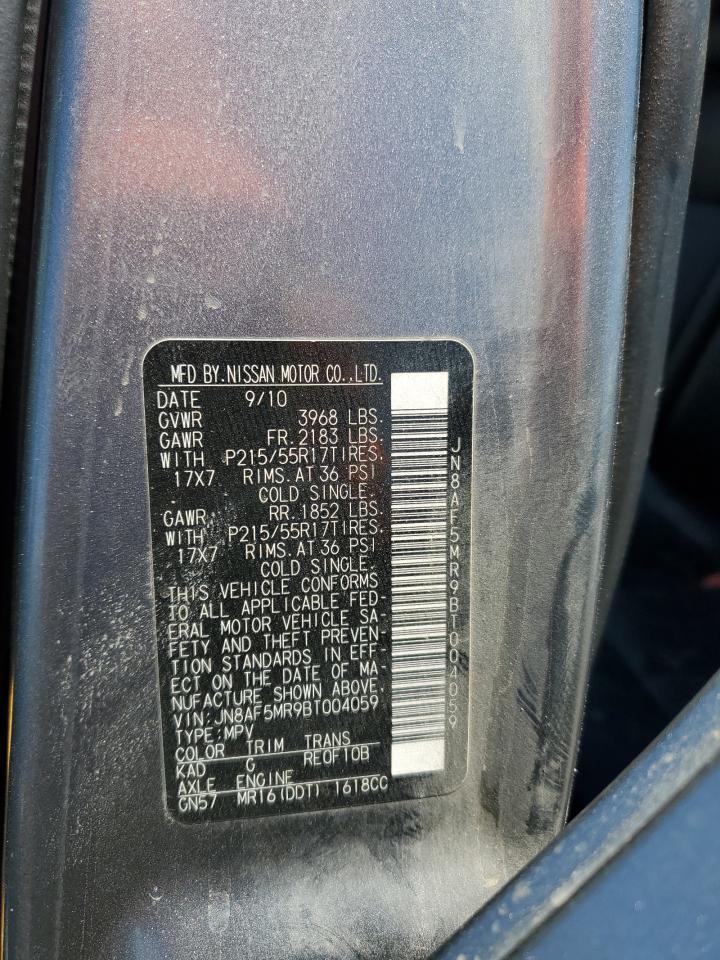 MFD BY.NISSAN MOTOR CO.,LTD.
DATE 9/10
GVWR 3968 LBS.
GAWR FR.2183 LBS.
WITH P215/55R17TIRES.
17X7 RIMS.AT 36 PSI
COLD SINGLE.
GAWR. RR.1852 LBS.
WITH P215/55R17TIRES.
17X7 RIMS.AT 36 PSI
COLD SINGLE.
THIS VEHICLE CONFORMS
TO ALL APPLICABLE FED-
ERAL MOTOR VEHICLE SA-
FETY AND THEFT PREVEN-
TION STANDARDS IN EFF-
ECT ON THE DATE OF MA-
NUFACTURE SHOWN ABOVE.
VIN:JN8AF5MR9BT004059
TYPE:MPV
COLOR TRIM TRANS
KAD G RE0F10B
AXLE ENGINE
GN57 MR16(DDT) 1618CC
JN8AF5MR9BT004059